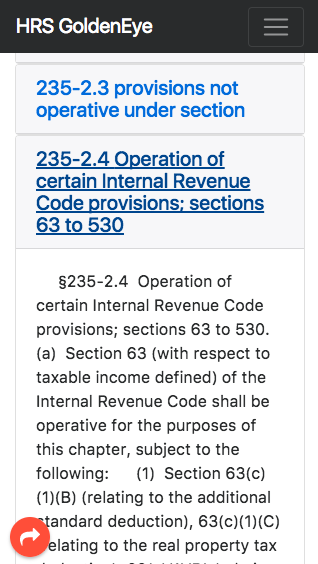 HRS GoldenEye
235-2.3 provisions not
operative under section
235-2.4 Operation of
certain Internal Revenue
Code provisions; sections
63 to 530
§235-2.4 Operation of
certain Internal Revenue Code
provisions; sections 63 to 530.
(a) Section 63 (with respect to
taxable income defined) of the
Internal Revenue Code shall be
operative for the purposes of
this chapter, subject to the
following: (1) Section 63(c)
(1)(B) (relating to the additional
standard deduction), 63(c)(1)(C)
relating to the real property tax